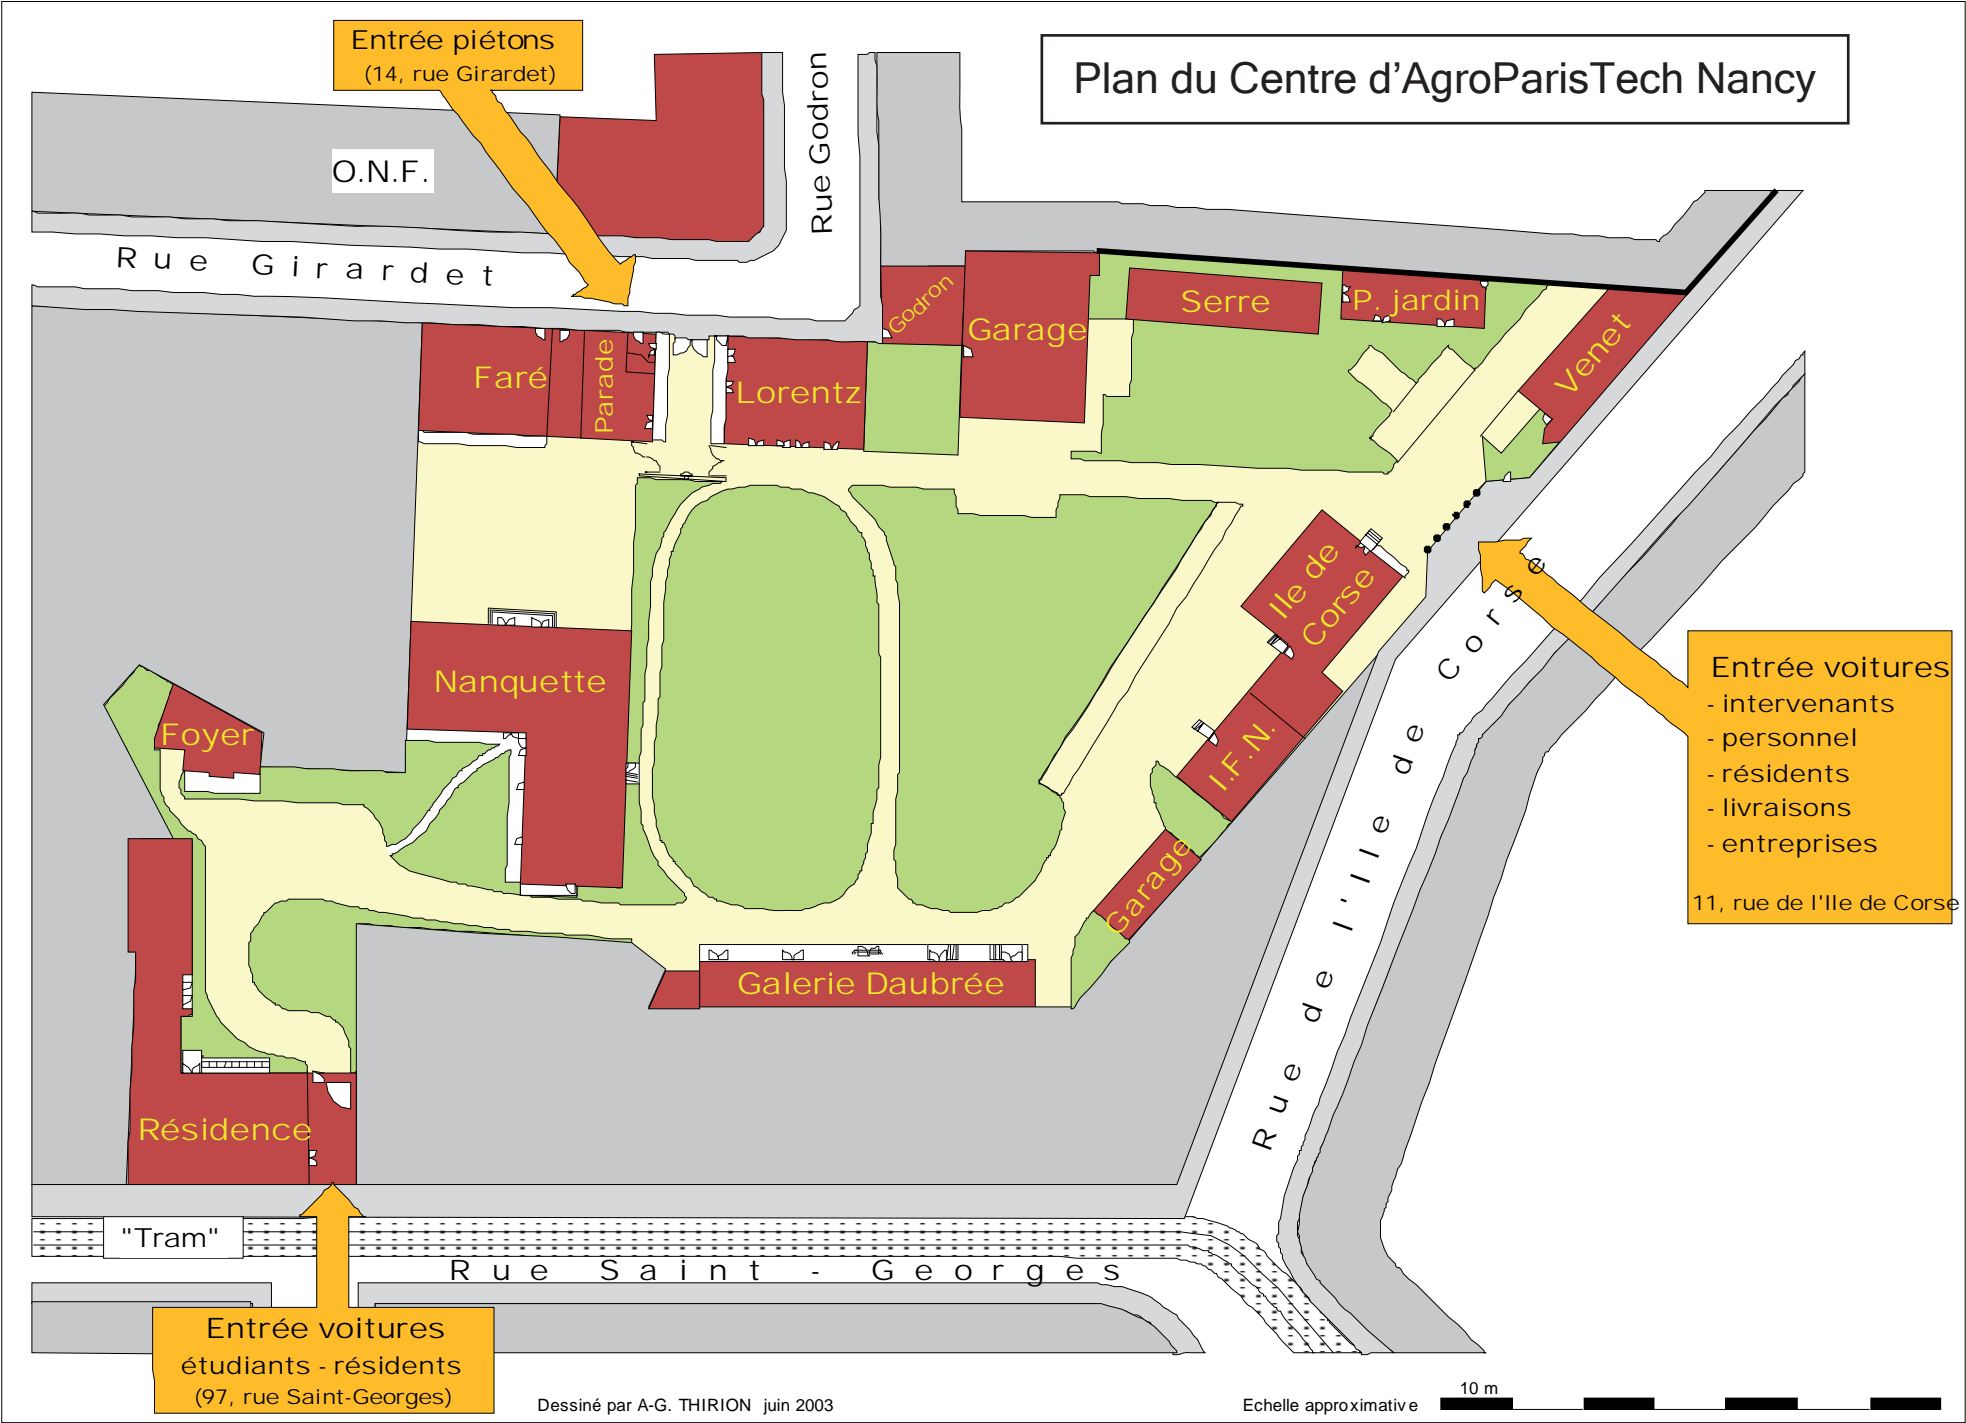 Entrée piétons
(14, rue Girardet)
Plan du Centre d'AgroParisTech Nancy
Rue Godron
O.N.F.
Rue Girardet
Godron
Garage
Serre
P. jardin
Venet
Faré
Parade
Lorentz
Ile de
Corse
Nanquette
Foyer
I.F.N.
Garage
Rue de l'Ile de Corse
Entrée voitures
- intervenants
- personnel
- résidents
- livraisons
- entreprises
11, rue de l'Ile de Corse
Galerie Daubrée
Résidence
"Tram"
Rue Saint - Georges
Entrée voitures
étudiants - résidents
(97, rue Saint-Georges)
Dessiné par A-G. THIRION juin 2003
Echelle approximative
10 m